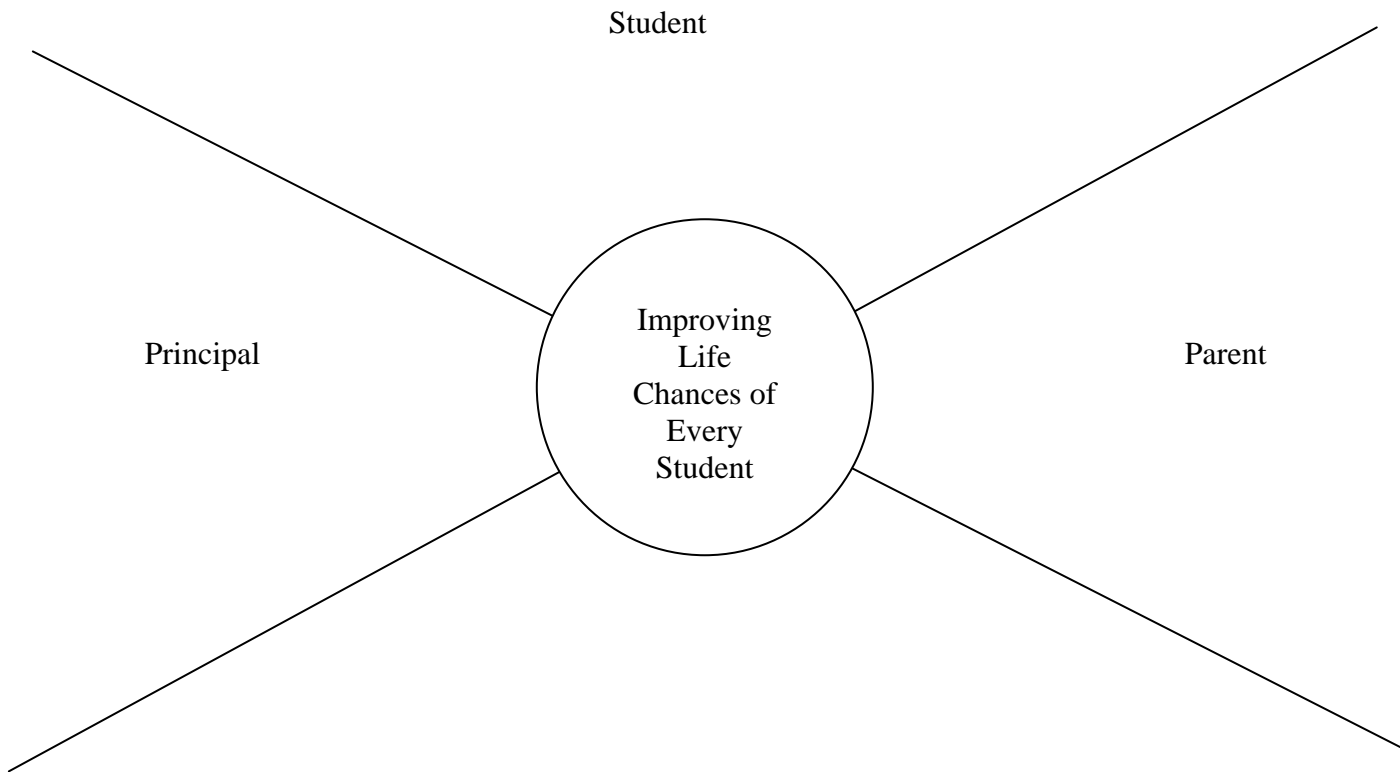 Student
Principal
Improving
Life
Chances of
Every
Student
Parent